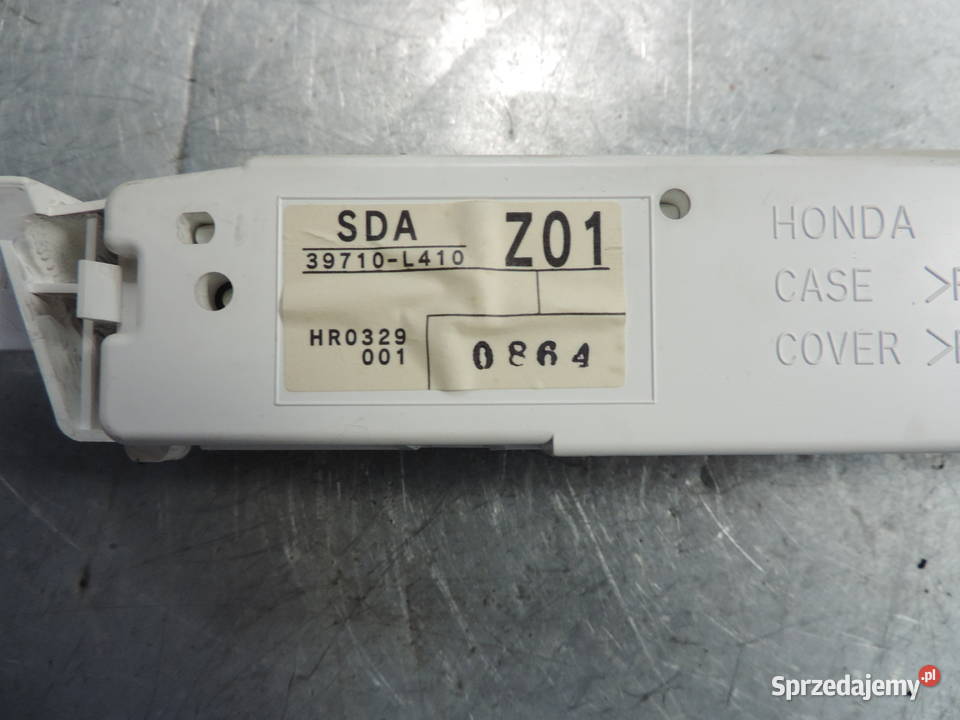 SDA
39710-L410
Z01
HR0329
001
0864
HONDA
CASE >
COVER >
Sprzedajemy.pl